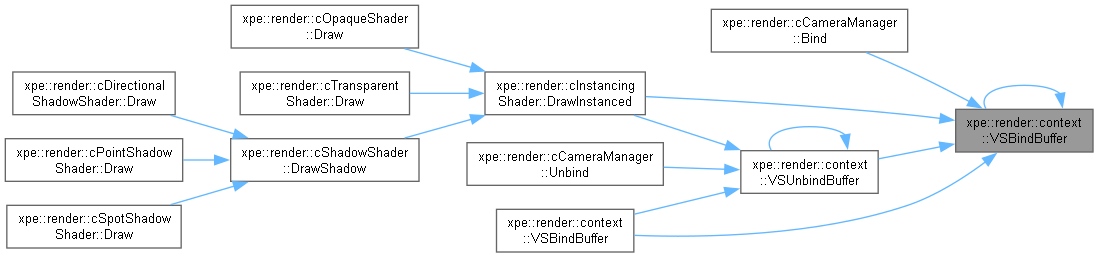 xpe::render::cOpaqueShader
::Draw
xpe::render::cCameraManager
::Bind
xpe::render::cDirectional
ShadowShader::Draw
xpe::render::cTransparent
Shader::Draw
xpe::render::cInstancing
Shader::DrawInstanced
xpe::render::context
::VSBindBuffer
xpe::render::cPointShadow
Shader::Draw
xpe::render::cShadowShader
::DrawShadow
xpe::render::cCameraManager
::Unbind
xpe::render::context
::VSUnbindBuffer
xpe::render::cSpotShadow
Shader::Draw
xpe::render::context
::VSBindBuffer